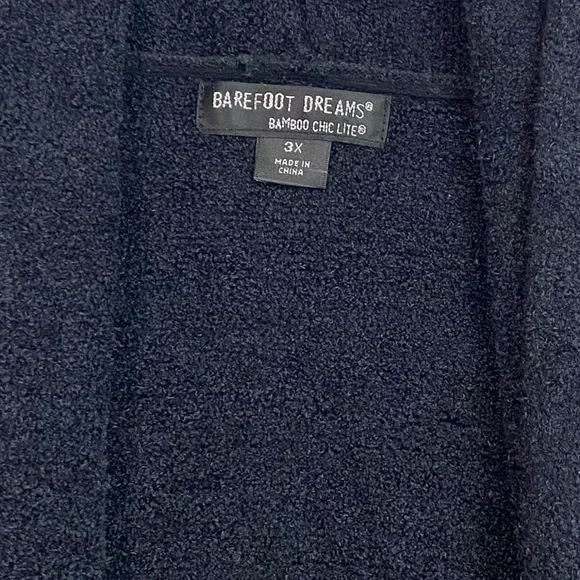 BAREFOOT DREAMS®
BAMBOO CHIC LITE®
3X
MADE IN
CHINA